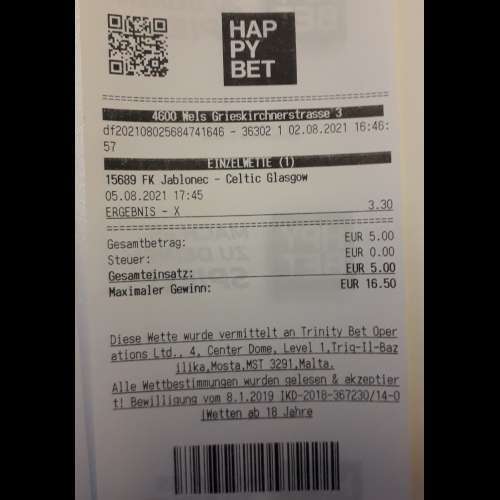 HAP
PY
BET
4600 Wels Grieskirchnerstrasse 3
df202108025684741646 - 36302 1 02.08.2021 16:46:
57
EINZELWETTE (1)
15689 FK Jablonec - Celtic Glasgow
05.08.2021 17:45
ERGEBNIS - X 3.30
Gesamtbetrag: EUR 5.00
Steuer: EUR 0.00
Gesamteinsatz: EUR 5.00
Maximaler Gewinn: EUR 16.50
Diese Wette wurde vermittelt an Trinity Bet Oper
ations Ltd., 4, Center Dome, Level 1,Triq-Il-Baz
ilika,Mosta,MST 3291,Malta.
Alle Wettbestimmungen wurden gelesen & akzeptier
t! Bewilligung vom 8.1.2019 IKD-2018-367230/14-O
|Wetten ab 18 Jahre